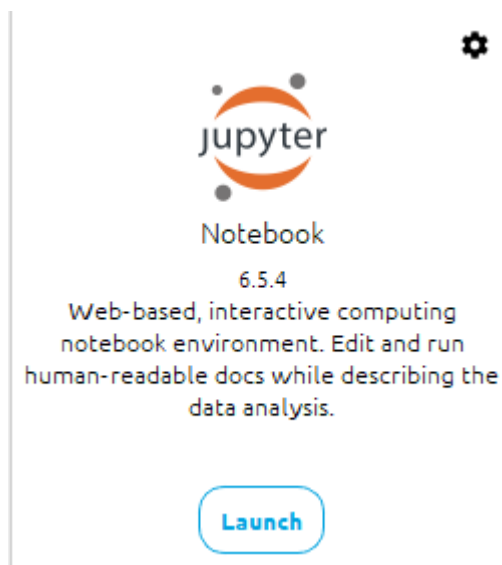 jupyter
Notebook
6.5.4
Web-based, interactive computing
notebook environment. Edit and run
human-readable docs while describing the
data analysis.
Launch